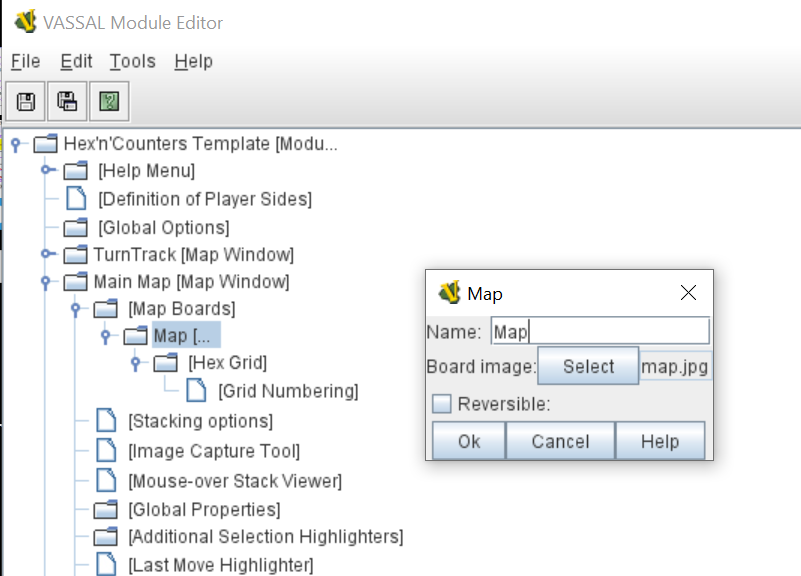 VASSAL Module Editor
File Edit Tools Help
Hex'n'Counters Template [Modu...
[Help Menu]
[Definition of Player Sides]
[Global Options]
TurnTrack [Map Window]
Main Map [Map Window]
[Map Boards]
Map [...
[Hex Grid]
[Grid Numbering]
[Stacking options]
[Image Capture Tool]
[Mouse-over Stack Viewer]
[Global Properties]
[Additional Selection Highlighters]
[Last Move Highlighter]
Map
Name: Map
Board image: Select map.jpg
Reversible:
Ok Cancel Help